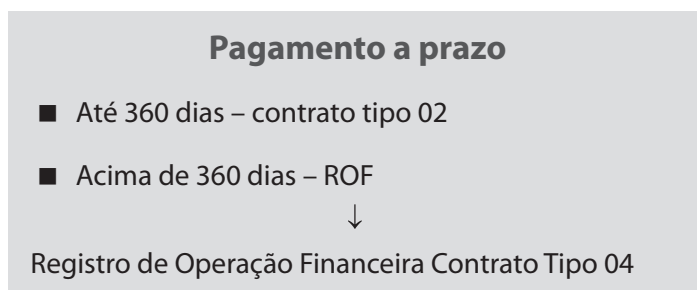 Pagamento a prazo
■ Até 360 dias – contrato tipo 02
■ Acima de 360 dias – ROF
↓
Registro de Operação Financeira Contrato Tipo 04